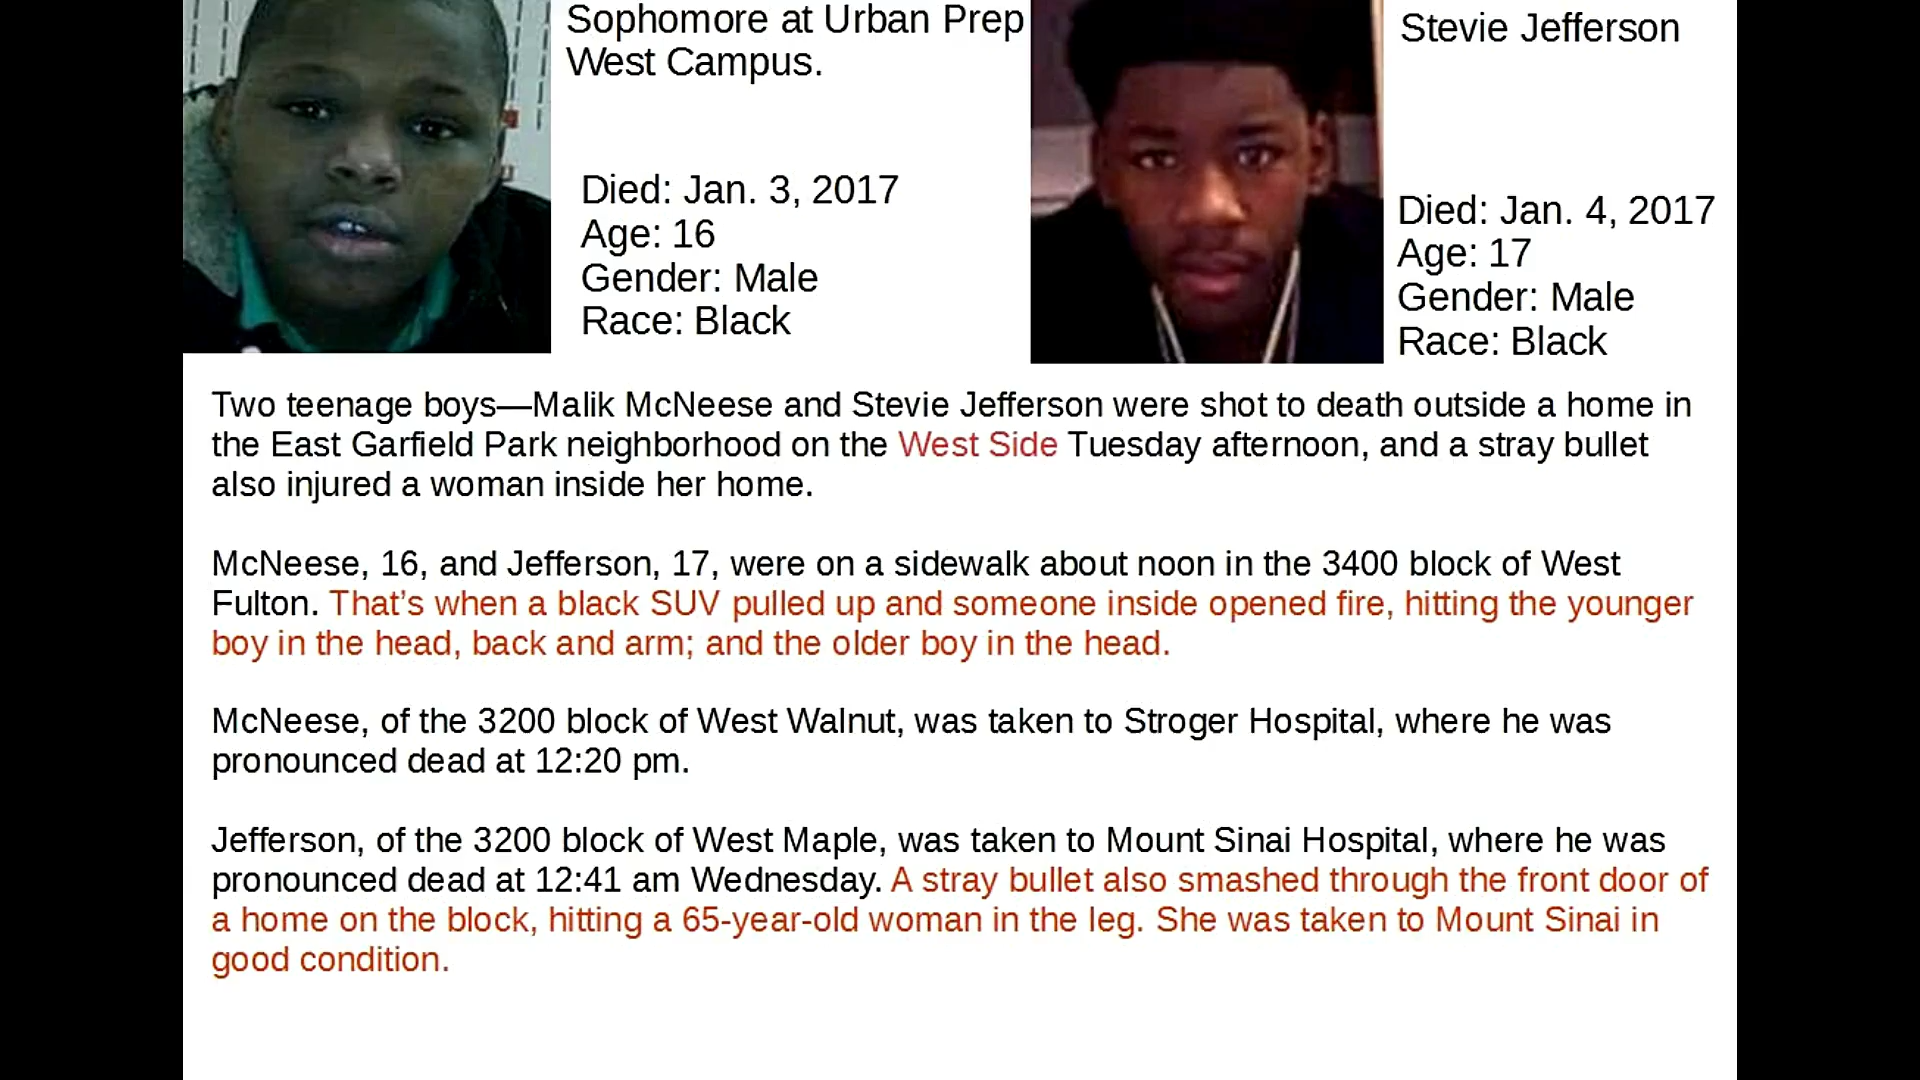 Sophomore at Urban Prep
West Campus.
Died: Jan. 3, 2017
Age: 16
Gender: Male
Race: Black
Stevie Jefferson
Died: Jan. 4, 2017
Age: 17
Gender: Male
Race: Black
Two teenage boys—Malik McNeese and Stevie Jefferson were shot to death outside a home in
the East Garfield Park neighborhood on the West Side Tuesday afternoon, and a stray bullet
also injured a woman inside her home.
McNeese, 16, and Jefferson, 17, were on a sidewalk about noon in the 3400 block of West
Fulton. That’s when a black SUV pulled up and someone inside opened fire, hitting the younger
boy in the head, back and arm; and the older boy in the head.
McNeese, of the 3200 block of West Walnut, was taken to Stroger Hospital, where he was
pronounced dead at 12:20 pm.
Jefferson, of the 3200 block of West Maple, was taken to Mount Sinai Hospital, where he was
pronounced dead at 12:41 am Wednesday. A stray bullet also smashed through the front door of
a home on the block, hitting a 65-year-old woman in the leg. She was taken to Mount Sinai in
good condition.